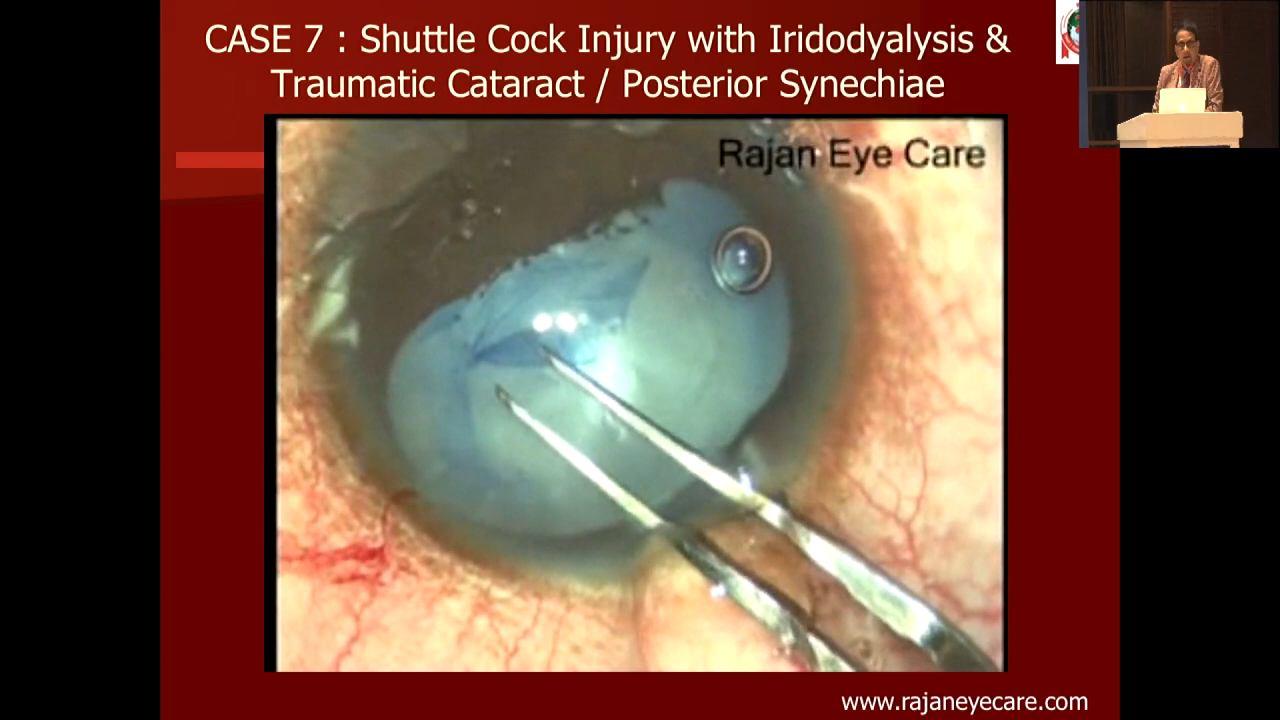 CASE 7 : Shuttle Cock Injury with Iridodyalysis &
Traumatic Cataract / Posterior Synechiae
Rajan Eye Care
www.rajaneyecare.com